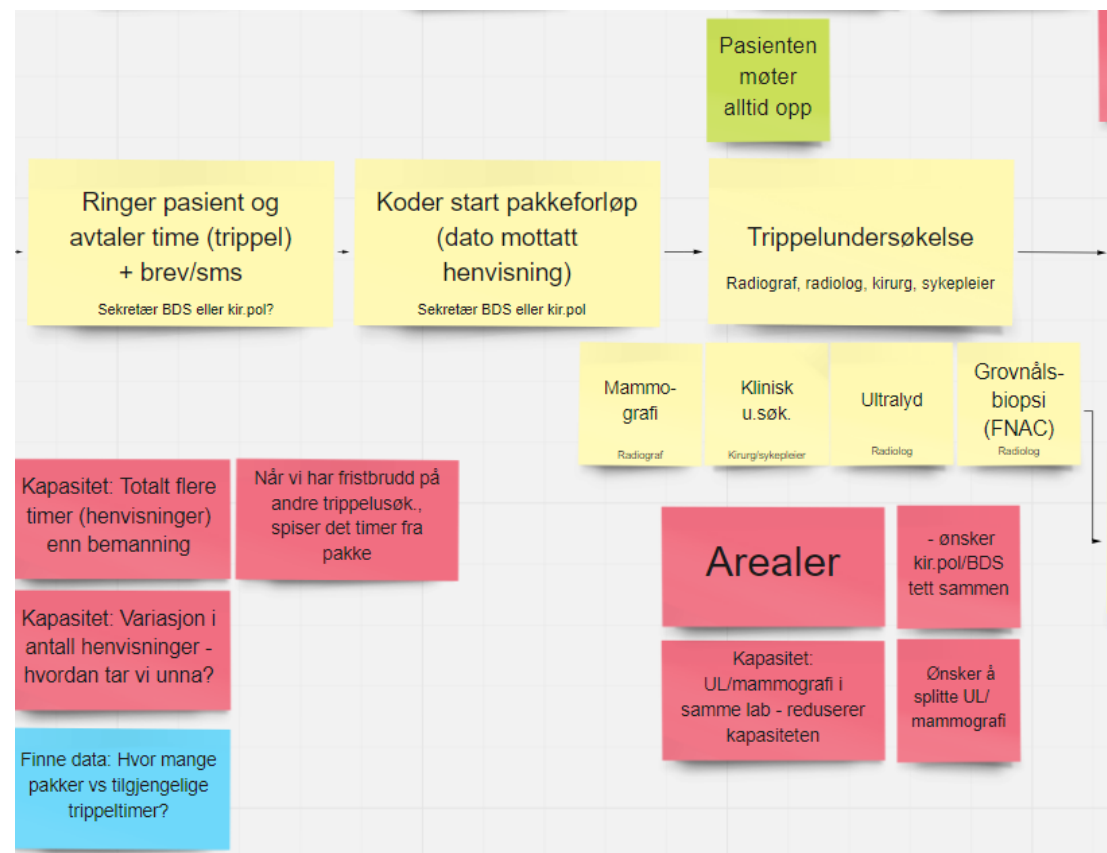 Pasienten
møter
alltid opp
Ringer pasient og
avtaler time (trippel)
+ brev/sms
Sekretær BDS eller kir.pol?
Koder start pakkeforløp
(dato mottatt
henvisning)
Sekretær BDS eller kir.pol
Trippelundersøkelse
Radiograf, radiolog, kirurg, sykepleier
Mammo-
grafi
Radiograf
Klinisk
u.søk.
Kirurg/sykepleier
Ultralyd
Radiolog
Grovnåls-
biopsi
(FNAC)
Radiolog
Kapasitet: Totalt flere
timer (henvisninger)
enn bemanning
Når vi har fristbrudd på
andre trippelusøk.,
spiser det timer fra
pakke
Arealer
- ønsker
kir.pol/BDS
tett sammen
Kapasitet: Variasjon i
antall henvisninger -
hvordan tar vi unna?
Kapasitet:
UL/mammografi i
samme lab - reduserer
kapasiteten
Ønsker å
splitte UL/
mammografi
Finne data: Hvor mange
pakker vs tilgjengelige
trippeltimer?